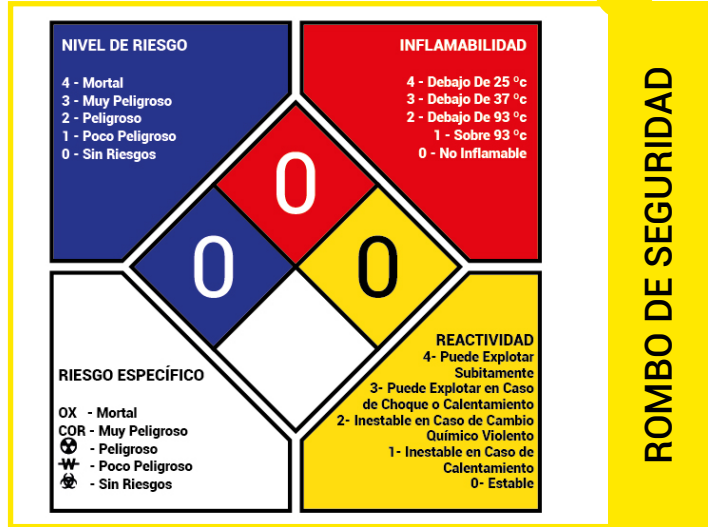 NIVEL DE RIESGO
4 - Mortal
3 - Muy Peligroso
2 - Peligroso
1 - Poco Peligroso
0 - Sin Riesgos
INFLAMABILIDAD
4 - Debajo De 25 ºc
3 - Debajo De 37 ºc
2 - Debajo De 93 ºc
1 - Sobre 93 ºc
0 - No Inflamable
0
0
0
RIESGO ESPECÍFICO
OX - Mortal
COR - Muy Peligroso
☢ - Peligroso
W - Poco Peligroso
☣ - Sin Riesgos
REACTIVIDAD
4- Puede Explotar
Subitamente
3- Puede Explotar en Caso
de Choque o Calentamiento
2- Inestable en Caso de Cambio
Químico Violento
1- Inestable en Caso de
Calentamiento
0- Estable
ROMBO DE SEGURIDAD